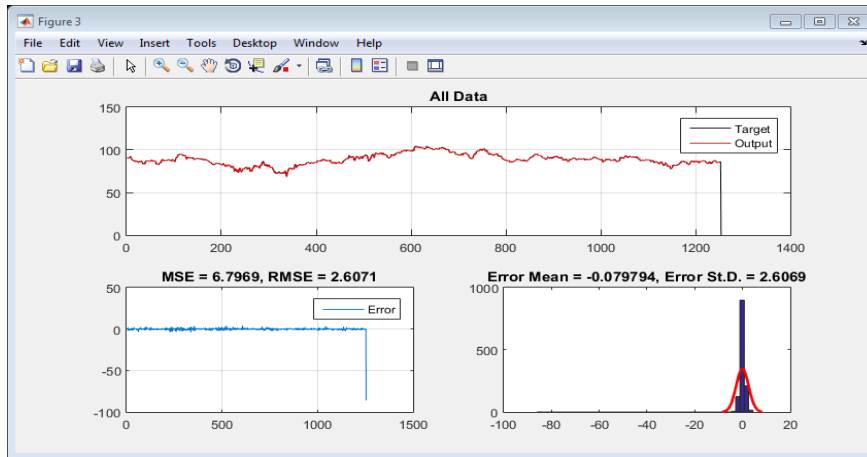 Figure 3
File Edit View Insert Tools Desktop Window Help
All Data
150
100
50
0
Target
Output
0 200 400 600 800 1000 1200 1400
MSE = 6.7969, RMSE = 2.6071
50
0
-50
-100
Error
0 500 1000 1500
Error Mean = -0.079794, Error St.D. = 2.6069
1000
500
0
-100 -80 -60 -40 -20 0 20